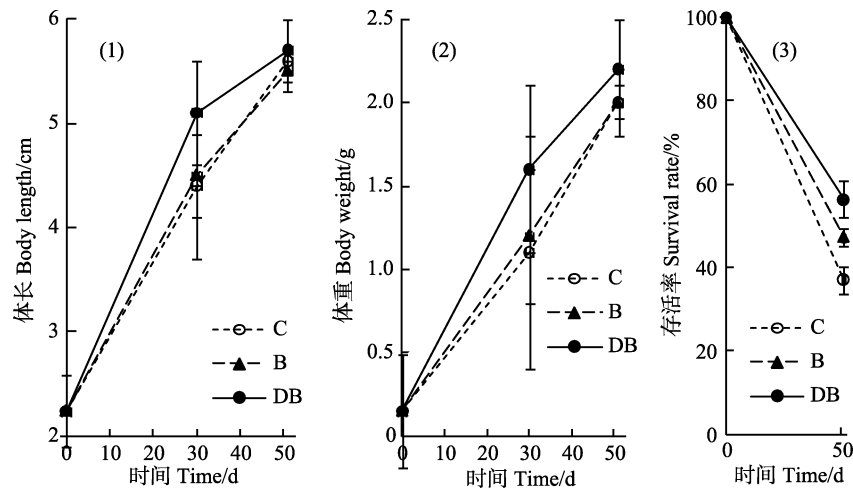 (1)
体长 Body length/cm
6
5
4
3
2
C
B
DB
0 10 20 30 40 50
时间 Time/d
(2)
体重 Body weight/g
2.5
2.0
1.5
1.0
0.5
0
C
B
DB
0 10 20 30 40 50
时间 Time/d
(3)
存活率 Survival rate/%
100
80
60
40
20
0
C
B
DB
0 50
时间 Time/d